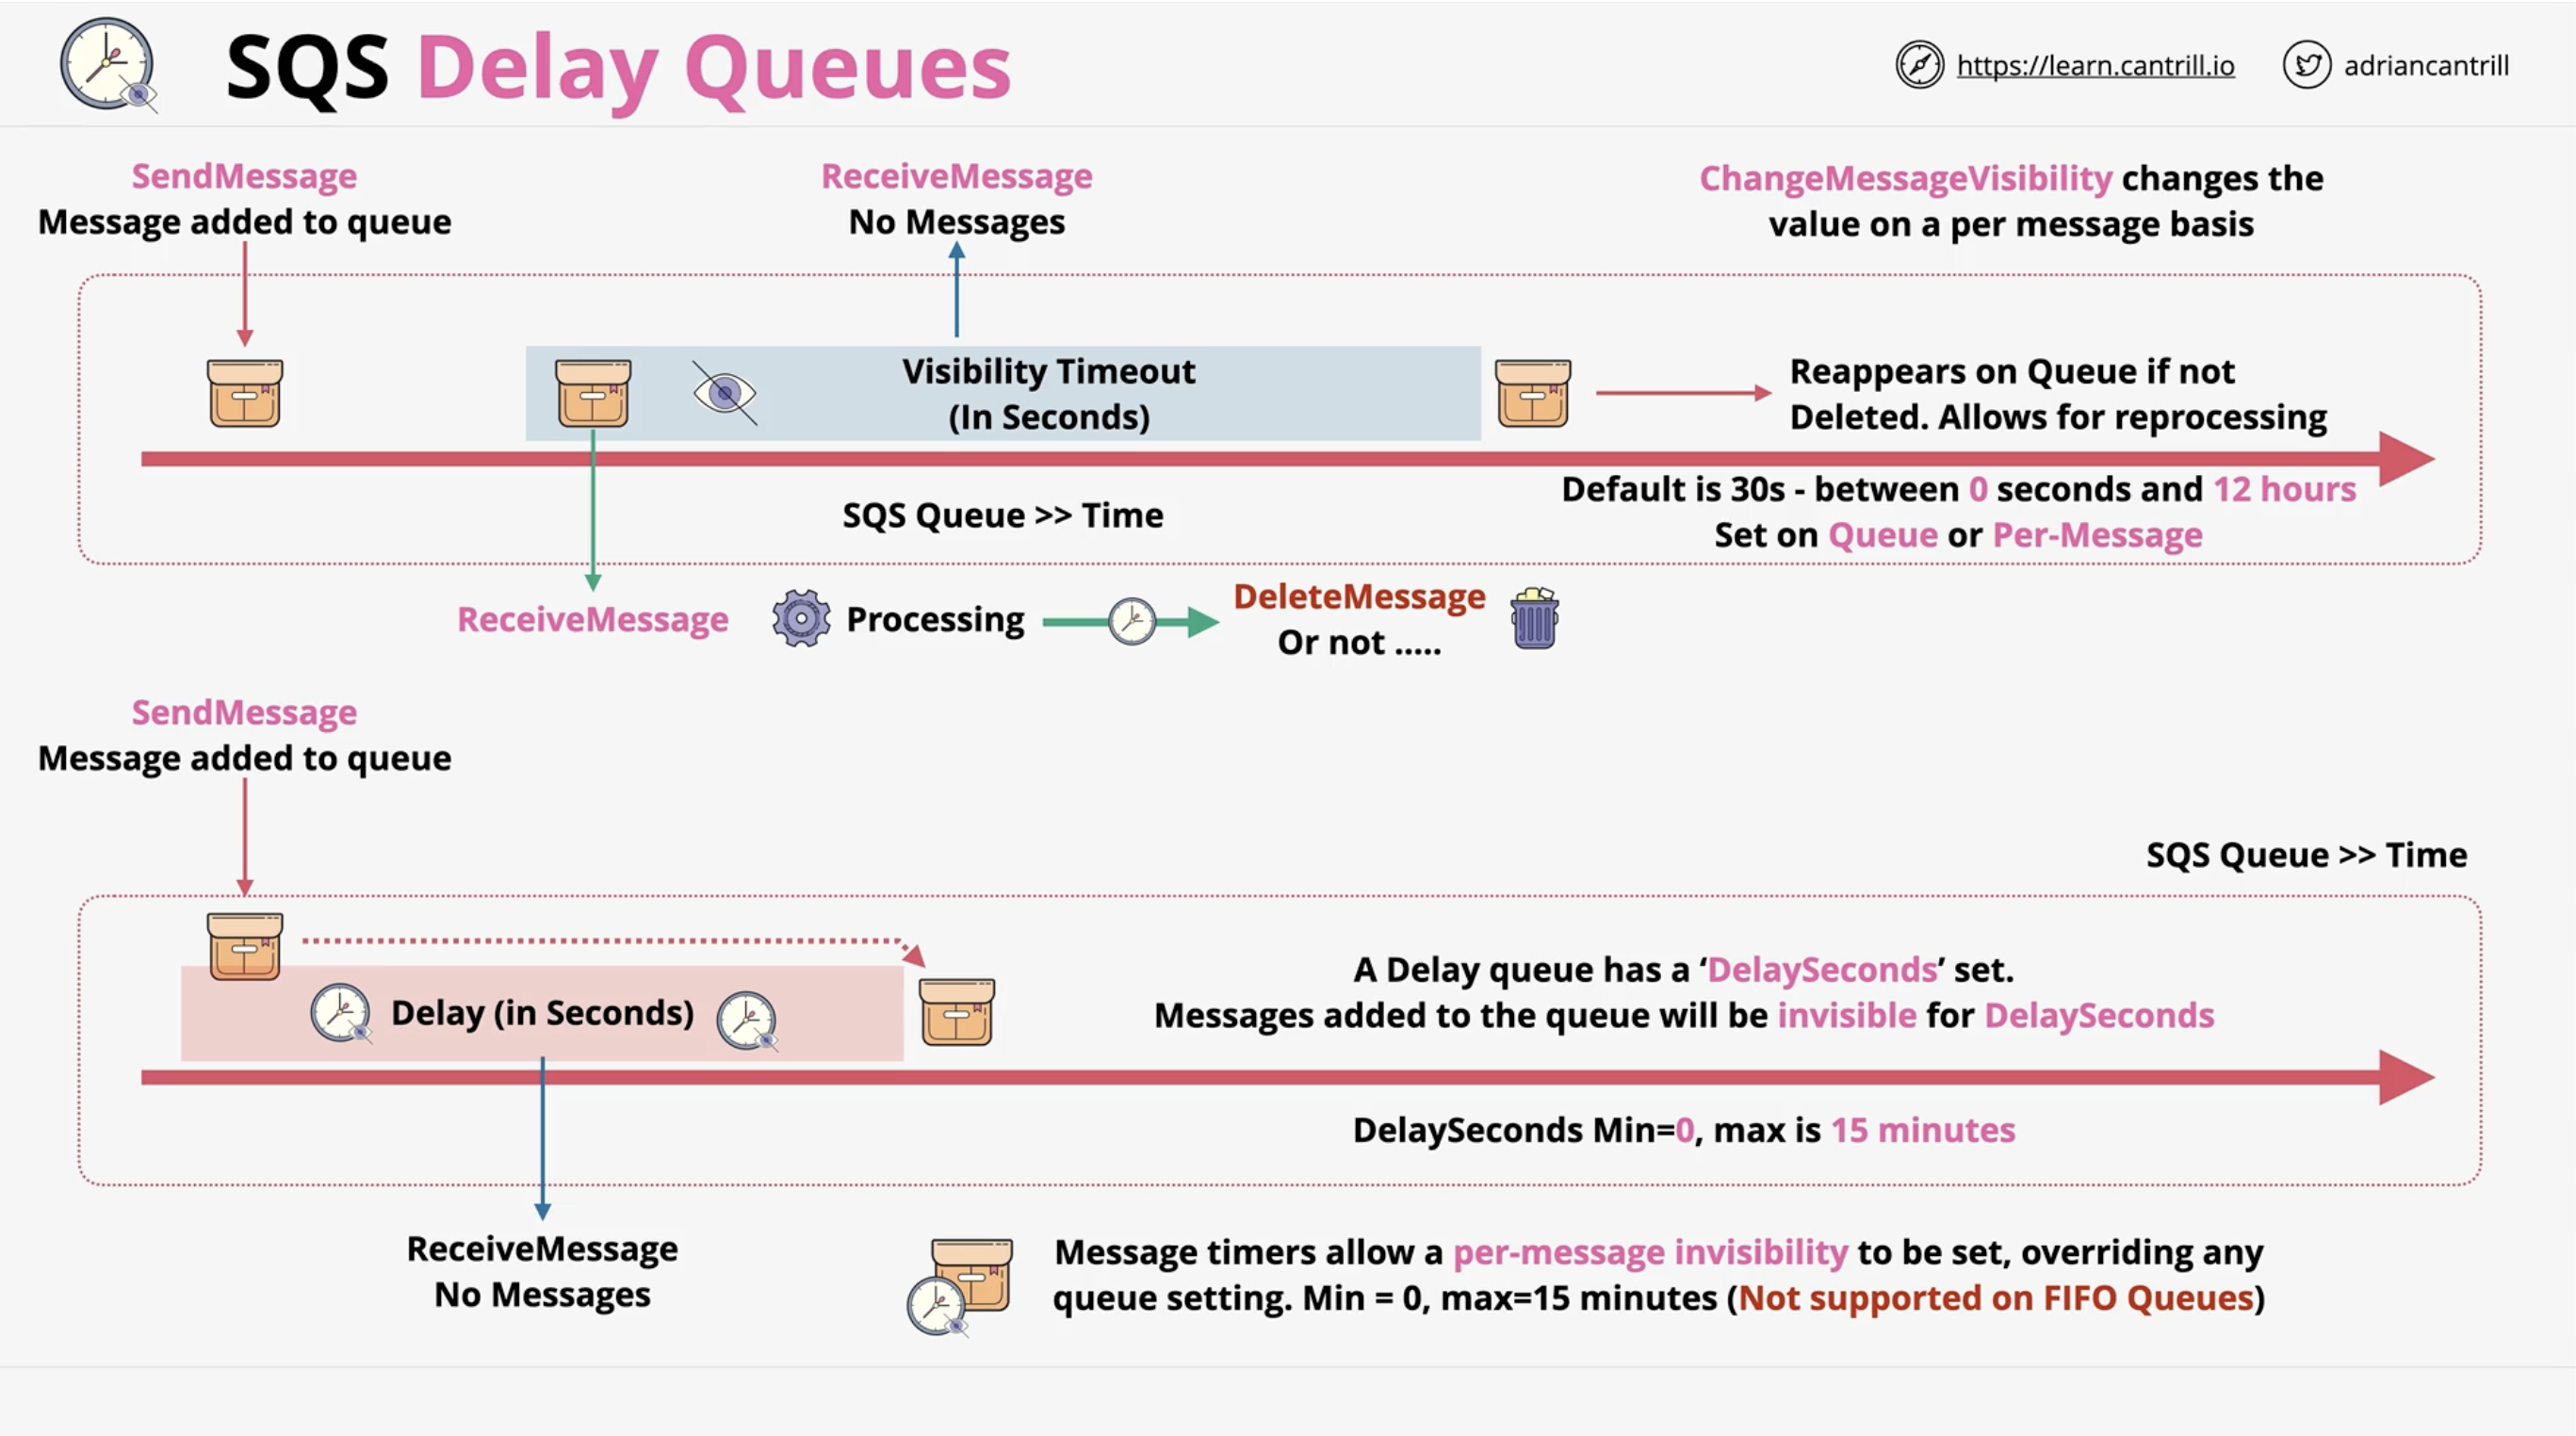 SQS Delay Queues
https://learn.cantrill.io
adriancantrill
SendMessage
Message added to queue
ReceiveMessage
No Messages
ChangeMessageVisibility changes the
value on a per message basis
Visibility Timeout
(In Seconds)
Reappears on Queue if not
Deleted. Allows for reprocessing
SQS Queue >> Time
Default is 30s - between 0 seconds and 12 hours
Set on Queue or Per-Message
ReceiveMessage
Processing
DeleteMessage
Or not .....
SendMessage
Message added to queue
SQS Queue >> Time
Delay (in Seconds)
A Delay queue has a ‘DelaySeconds’ set.
Messages added to the queue will be invisible for DelaySeconds
DelaySeconds Min=0, max is 15 minutes
ReceiveMessage
No Messages
Message timers allow a per-message invisibility to be set, overriding any
queue setting. Min = 0, max=15 minutes (Not supported on FIFO Queues)